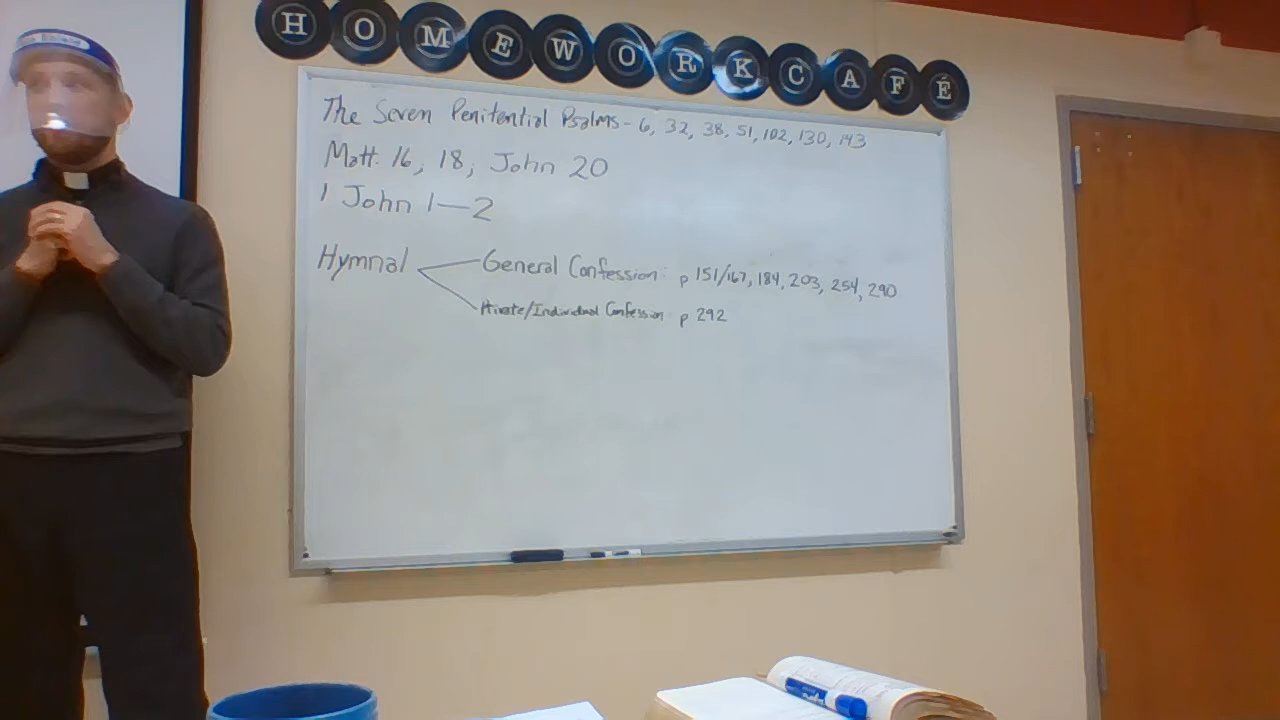 HOMEWORK CAFÉ
The Seven Penitential Psalms - 6, 32, 38, 51, 102, 130, 143
Matt. 16, 18; John 20
1 John 1—2
Hymnal
General Confession: p 151/167, 184, 203, 254, 290
Private/Individual Confession: p 292